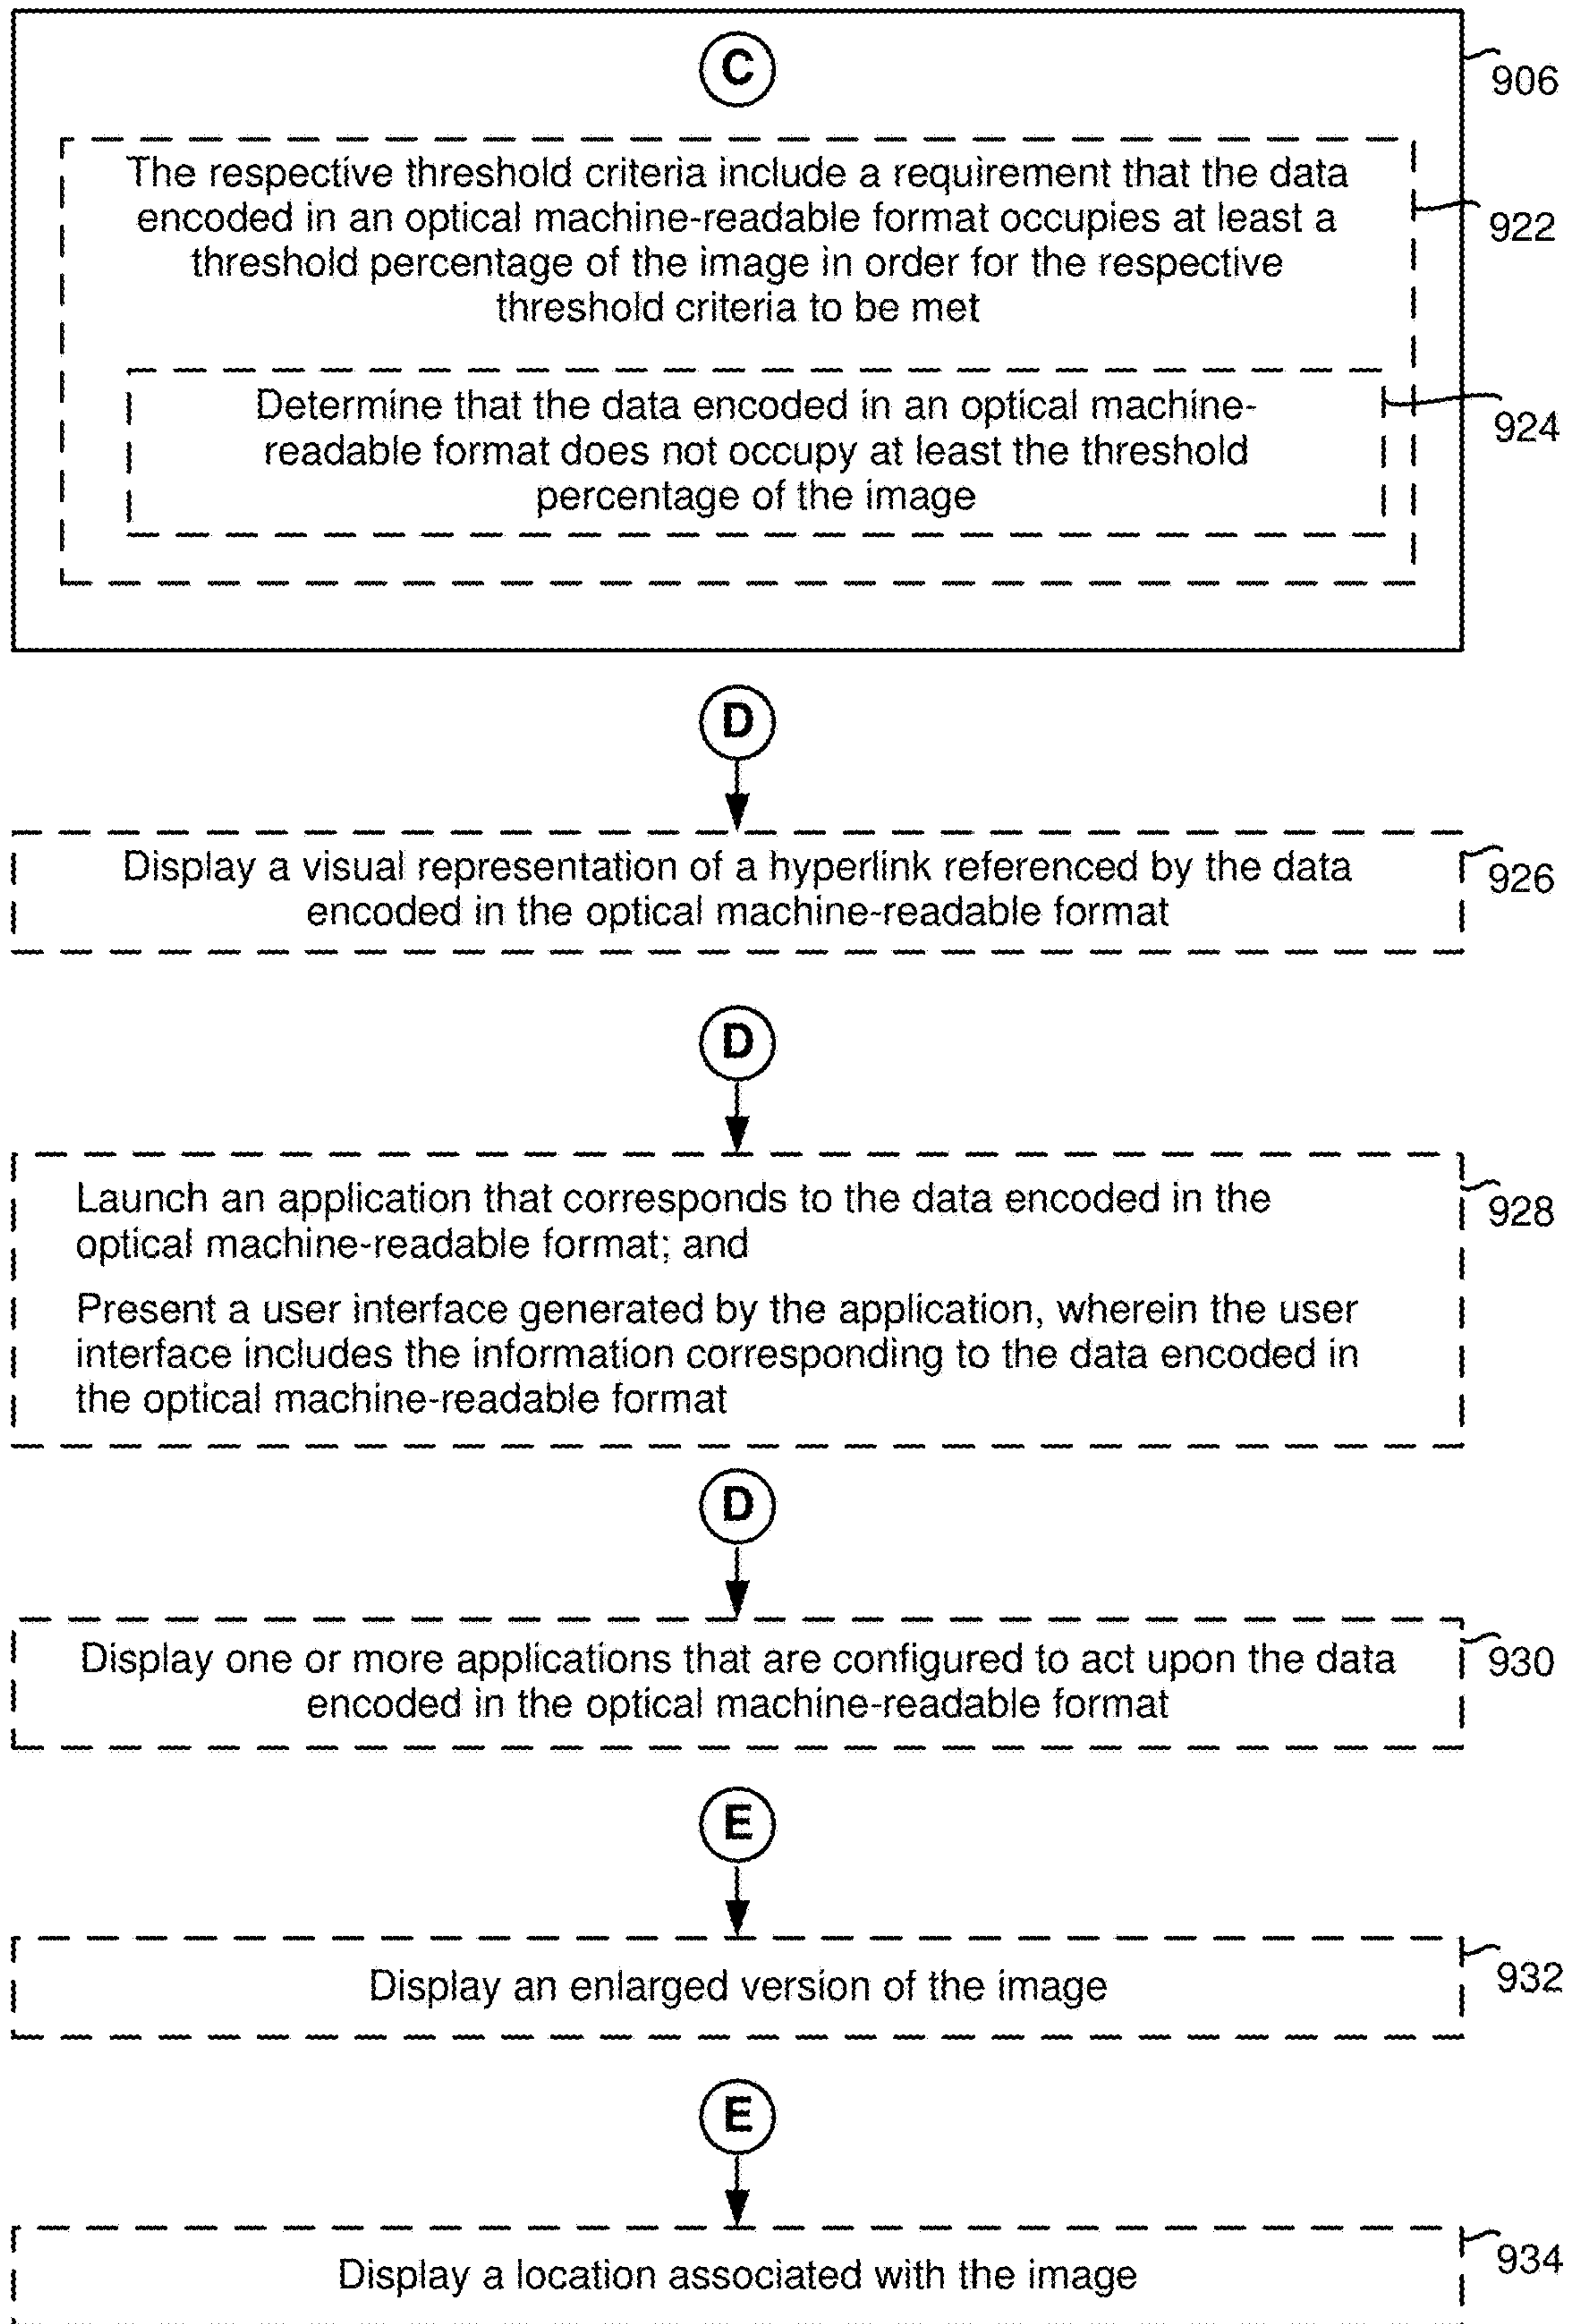 C
906
The respective threshold criteria include a requirement that the data
encoded in an optical machine-readable format occupies at least a
threshold percentage of the image in order for the respective
threshold criteria to be met
922
Determine that the data encoded in an optical machine-
readable format does not occupy at least the threshold
percentage of the image
924
D
Display a visual representation of a hyperlink referenced by the data
encoded in the optical machine-readable format
926
D
Launch an application that corresponds to the data encoded in the
optical machine-readable format; and
Present a user interface generated by the application, wherein the user
interface includes the information corresponding to the data encoded in
the optical machine-readable format
928
D
Display one or more applications that are configured to act upon the data
encoded in the optical machine-readable format
930
E
Display an enlarged version of the image
932
E
Display a location associated with the image
934